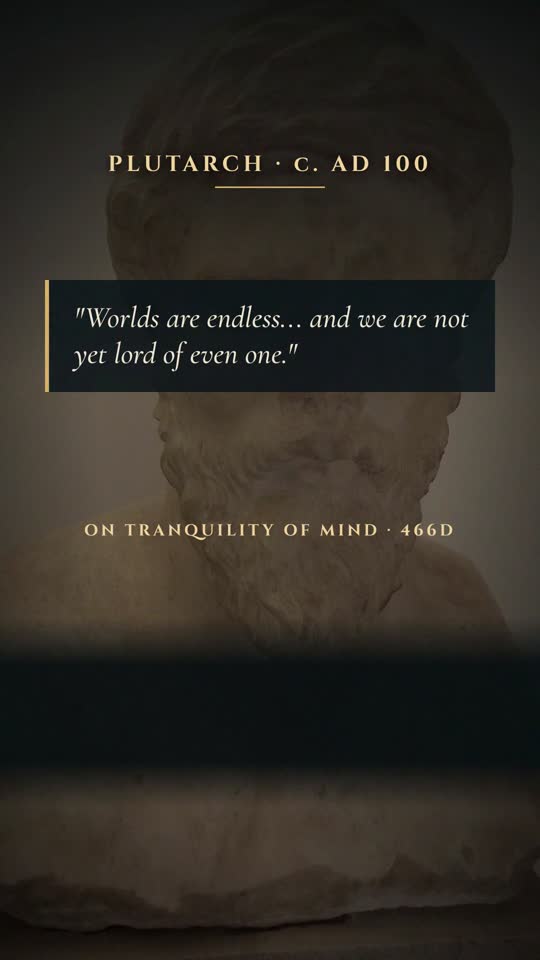 PLUTARCH · C. AD 100
"Worlds are endless... and we are not
yet lord of even one."
ON TRANQUILITY OF MIND · 466D